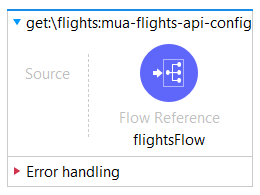 get:\flights:mua-flights-api-config
Source
Flow Reference
flightsFlow
Error handling